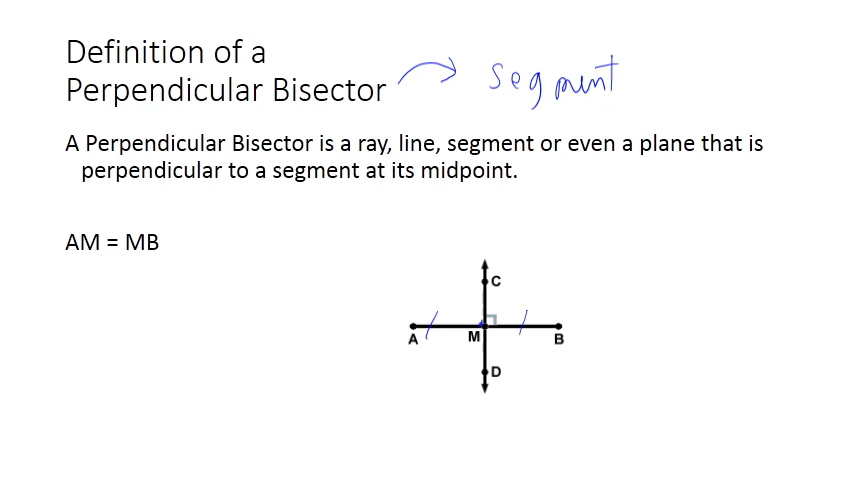 Definition of a
Perpendicular Bisector
segment
A Perpendicular Bisector is a ray, line, segment or even a plane that is
perpendicular to a segment at its midpoint.
AM = MB
C
A
M
B
D